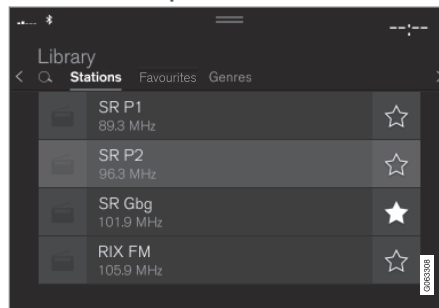 --:--
Library
Stations Favourites Genres
SR P1
89.3 MHz
SR P2
96.3 MHz
SR Gbg
101.9 MHz
RIX FM
105.9 MHz
G063308